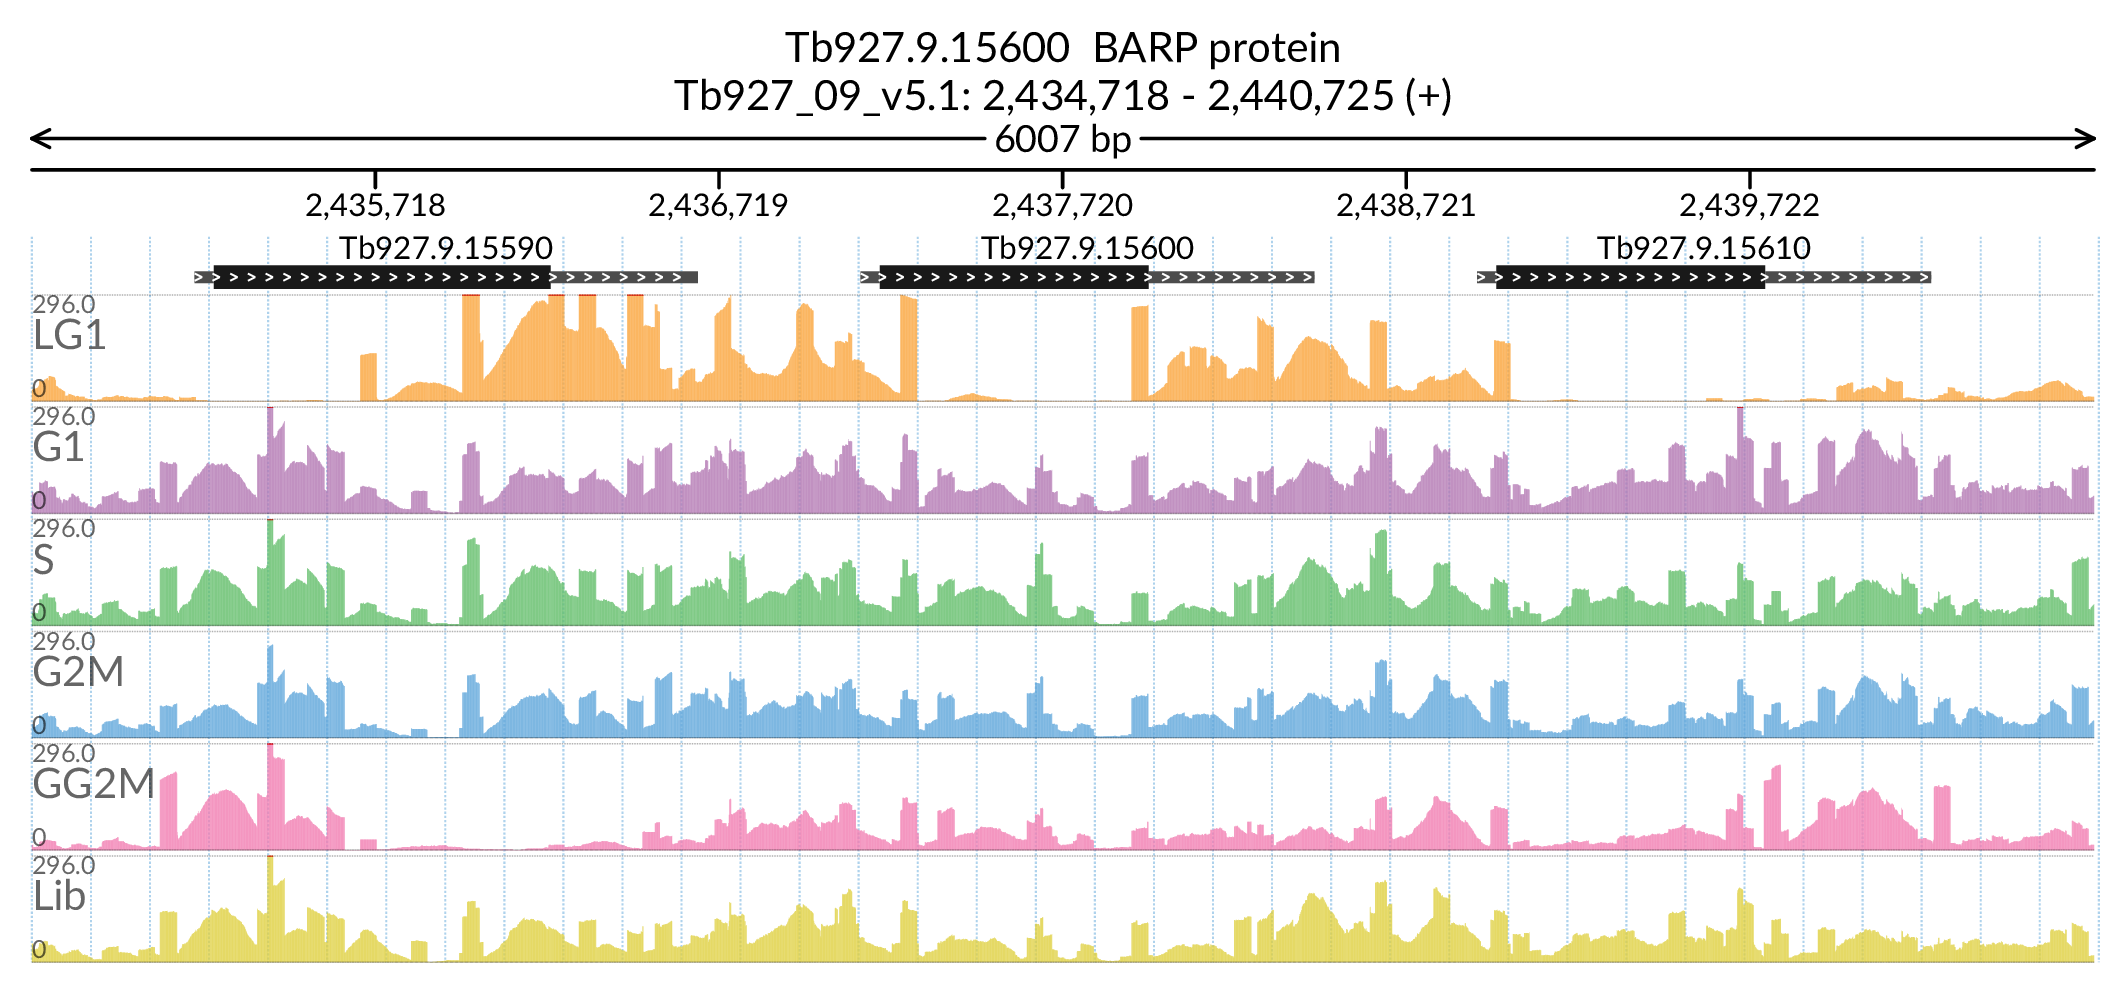 Tb927.9.15600  BARP protein
Tb927_09_v5.1: 2,434,718 - 2,440,725 (+)
6007 bp
2,435,718 2,436,719 2,437,720 2,438,721 2,439,722
Tb927.9.15590 Tb927.9.15600 Tb927.9.15610
296.0
LG1
0
296.0
G1
0
296.0
S
0
296.0
G2M
0
296.0
GG2M
0
296.0
Lib
0